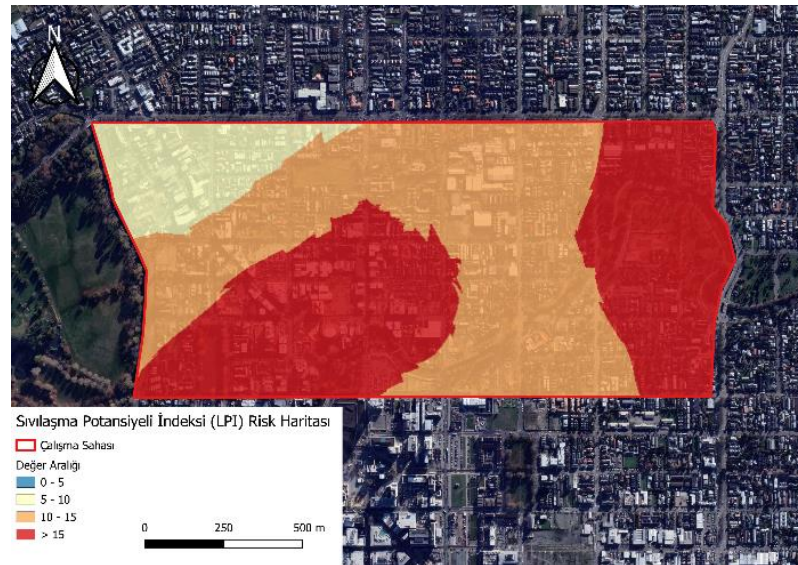 N
Sıvılaşma Potansiyeli İndeksi (LPI) Risk Haritası
Çalışma Sahası
Değer Aralığı
0 - 5
5 - 10
10 - 15
> 15
0 250 500 m